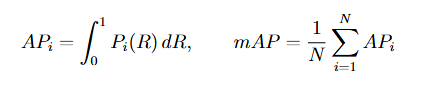 $AP_i = \int_0^1 P_i(R)\,dR, \qquad mAP = \frac{1}{N}\sum_{i=1}^{N} AP_i$